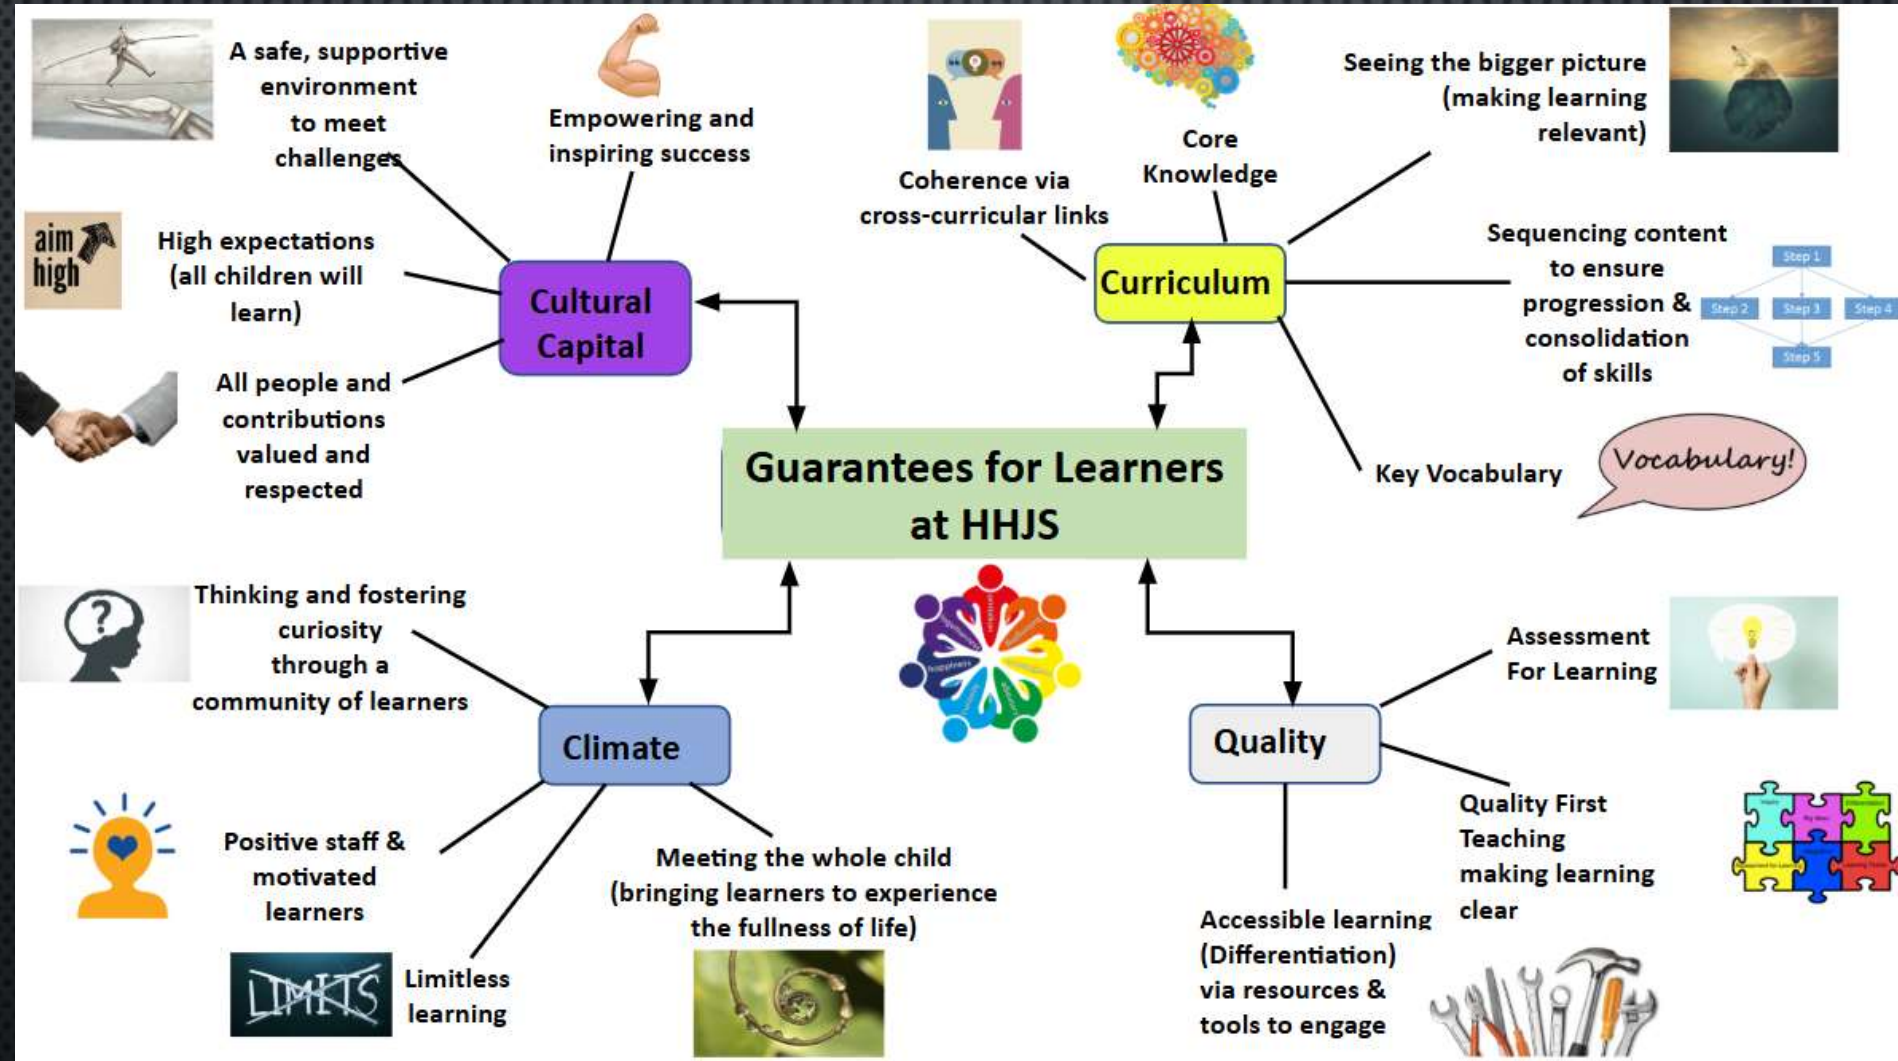 A safe, supportive
environment
to meet
challenges
Empowering and
inspiring success
aim
high
High expectations
(all children will
learn)
Cultural
Capital
All people and
contributions
valued and
respected
Coherence via
cross-curricular links
Core
Knowledge
Seeing the bigger picture
(making learning
relevant)
Curriculum
Sequencing content
to ensure
progression &
consolidation
of skills
Step 1
Step 2
Step 3
Step 4
Step 5
Key Vocabulary
Vocabulary!
Guarantees for Learners
at HHJS
Thinking and fostering
curiosity
through a
community of learners
?
Climate
Positive staff &
motivated
learners
LIMITS
Limitless
learning
Meeting the whole child
(bringing learners to experience
the fullness of life)
happiness
Quality
Assessment
For Learning
Quality First
Teaching
making learning
clear
Accessible learning
(Differentiation)
via resources &
tools to engage